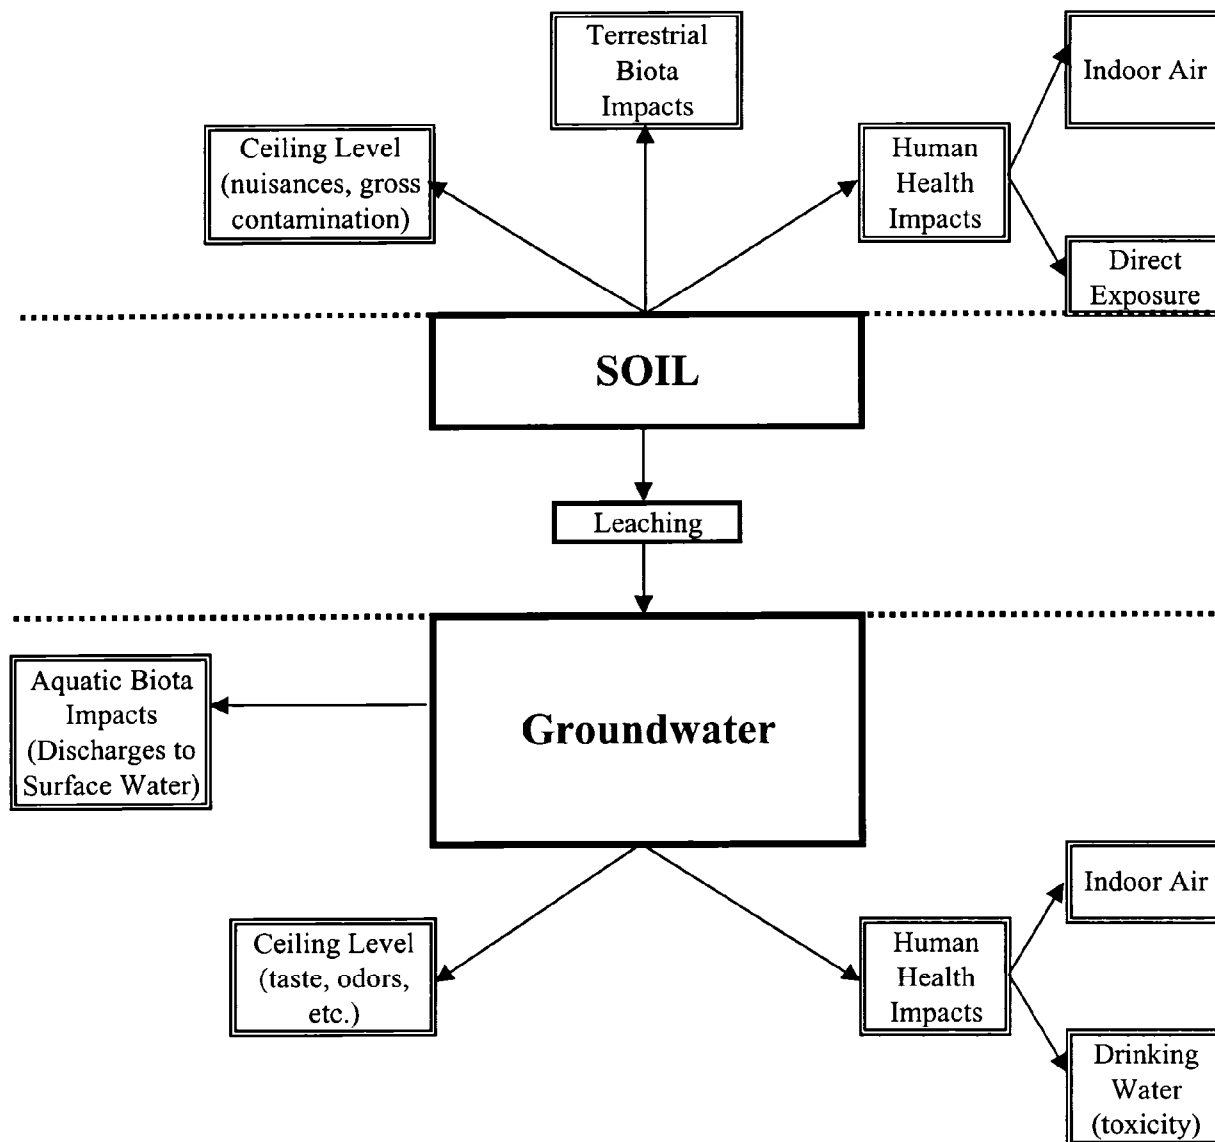 Terrestrial
Biota
Impacts
Indoor Air
Ceiling Level
(nuisances, gross
contamination)
Human
Health
Impacts
Direct
Exposure
SOIL
Leaching
Aquatic Biota
Impacts
(Discharges to
Surface Water)
Groundwater
Indoor Air
Ceiling Level
(taste, odors,
etc.)
Human
Health
Impacts
Drinking
Water
(toxicity)